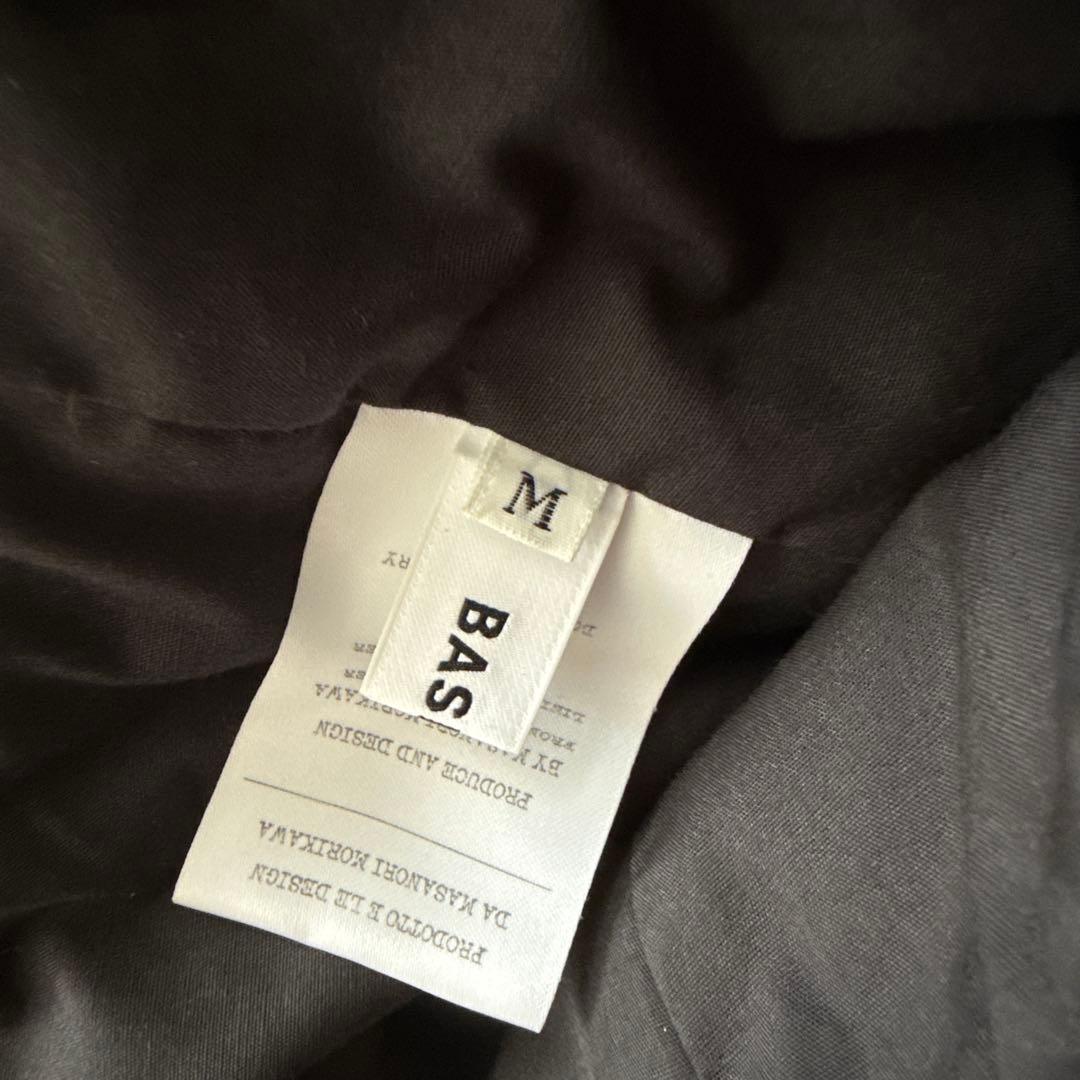 M
BAS
PRODOTTO E LE DESIGN
DA MASANORI MORIKAWA
PRODUCE AND DESIGN
BY MASANORI MORIKAWA